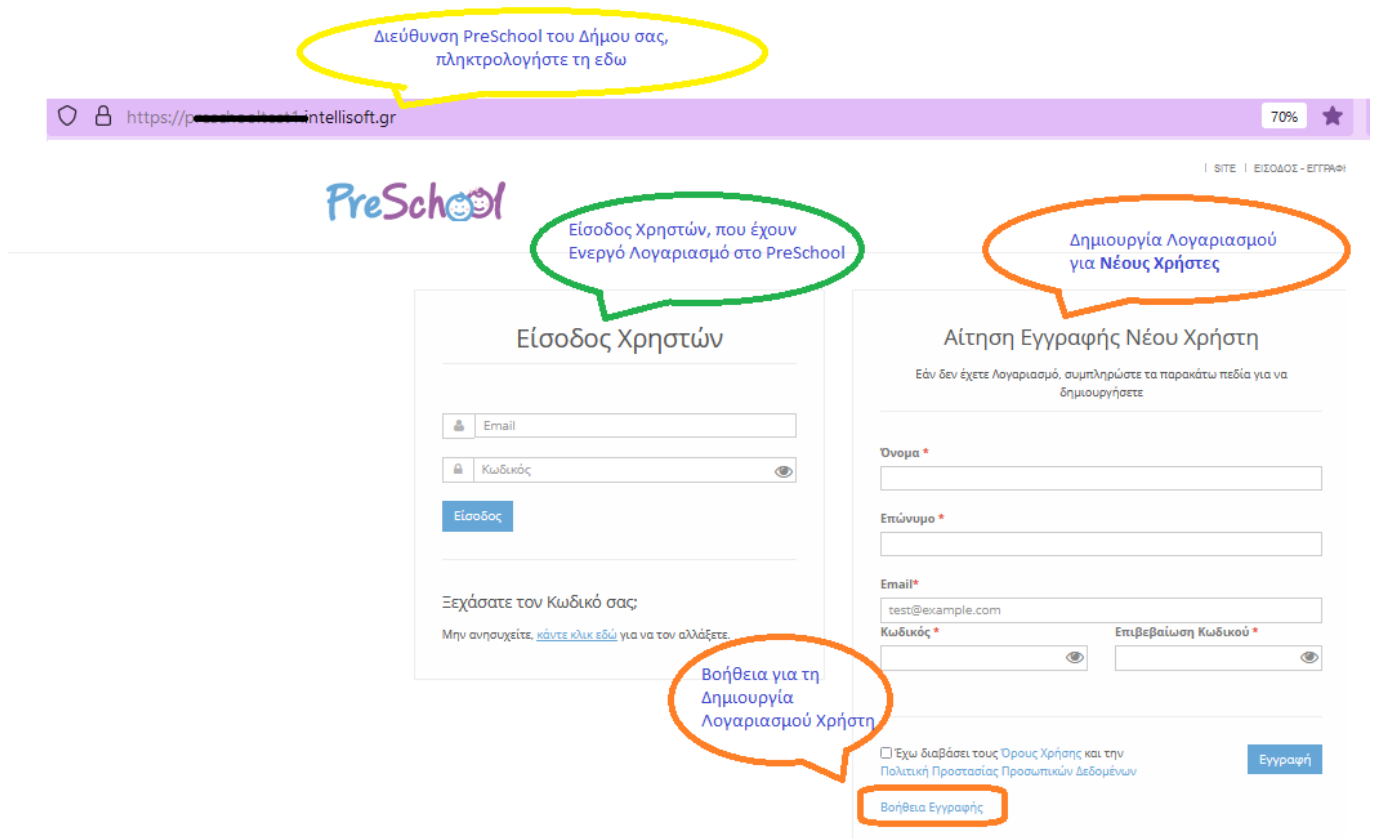 Διεύθυνση PreSchool του Δήμου σας,
πληκτρολογήστε τη εδω
https://p intellisoft.gr
70%
| SITE | ΕΙΣΟΔΟΣ - ΕΓΓΡΑΦΗ
PreSchool
Είσοδος Χρηστών, που έχουν
Ενεργό Λογαριασμό στο PreSchool
Δημιουργία Λογαριασμού
για Νέους Χρήστες
Είσοδος Χρηστών
Email
Κωδικός
Είσοδος
Ξεχάσατε τον Κωδικό σας;
Μην ανησυχείτε, κάντε κλικ εδώ για να τον αλλάξετε.
Αίτηση Εγγραφής Νέου Χρήστη
Εάν δεν έχετε Λογαριασμό, συμπληρώστε τα παρακάτω πεδία για να
δημιουργήσετε
Όνομα *
Επώνυμο *
Email*
test@example.com
Κωδικός * Επιβεβαίωση Κωδικού *
Βοήθεια για τη
Δημιουργία
Λογαριασμού Χρήστη
Έχω διαβάσει τους Όρους Χρήσης και την
Πολιτική Προστασίας Προσωπικών Δεδομένων
Εγγραφή
Βοήθεια Εγγραφής